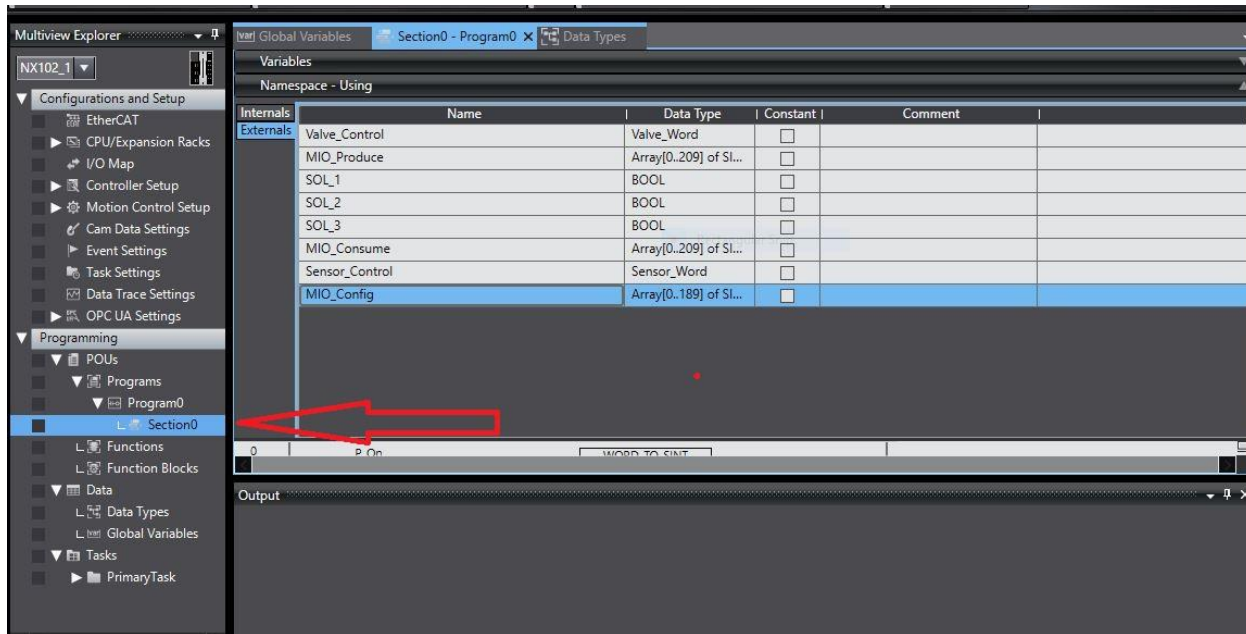 Multiview Explorer
NX102_1
Configurations and Setup
EtherCAT
CPU/Expansion Racks
I/O Map
Controller Setup
Motion Control Setup
Cam Data Settings
Event Settings
Task Settings
Data Trace Settings
OPC UA Settings
Programming
POUs
Programs
Program0
Section0
Functions
Function Blocks
Data
Data Types
Global Variables
Tasks
PrimaryTask
Global Variables Section0 - Program0 Data Types
Variables
Namespace - Using
Internals Name Data Type Constant Comment
Externals Valve_Control Valve_Word
MIO_Produce Array[0..209] of SI...
SOL_1 BOOL
SOL_2 BOOL
SOL_3 BOOL
MIO_Consume Array[0..209] of SI...
Sensor_Control Sensor_Word
MIO_Config Array[0..189] of SI...
0 P_On WORD_TO_SINT
Output